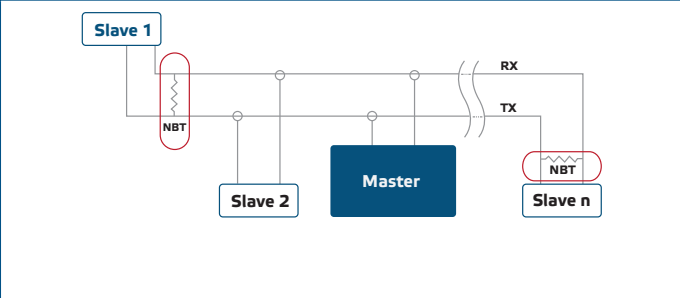 Slave 1
RX
TX
NBT
NBT
Master
Slave 2
Slave n